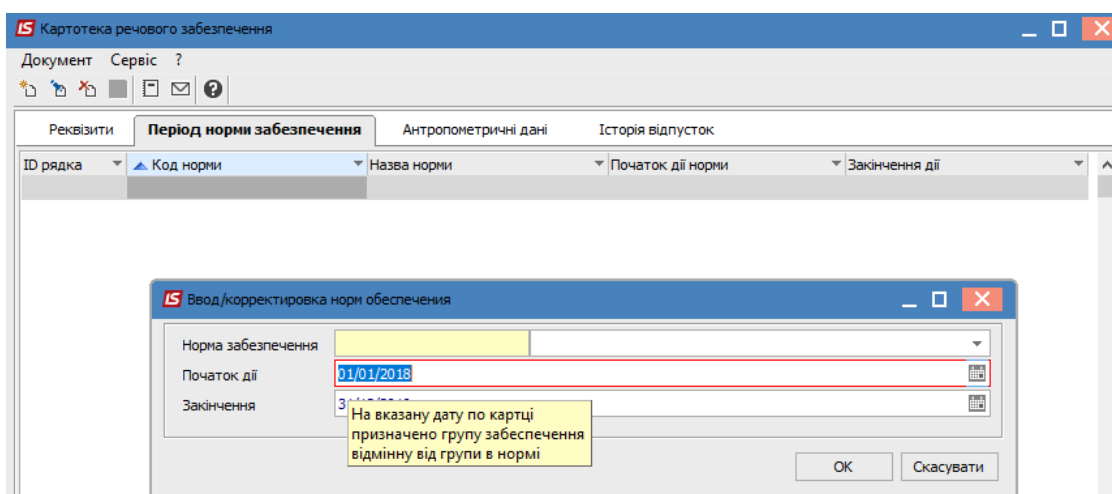 IS Картотека речового забезпечення
Документ Сервіс ?
Реквізити Період норми забезпечення Антропометричні дані Історія відпусток
ID рядка Код норми Назва норми Початок дії норми Закінчення дії
IS Ввод/корректировка норм обеспечения
Норма забезпечення
Початок дії 01/01/2018
Закінчення
На вказану дату по картці
призначено групу забеспечення
відмінну від групи в нормі
OK Скасувати